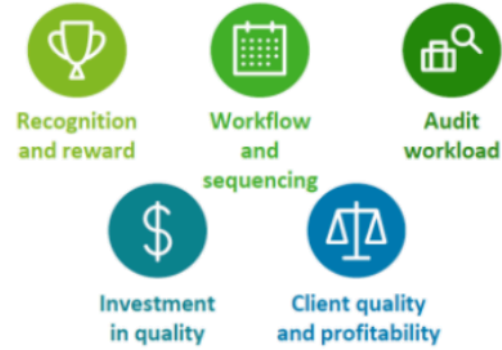 Recognition
and reward
Workflow
and
sequencing
Audit
workload
$
Investment
in quality
Client quality
and profitability